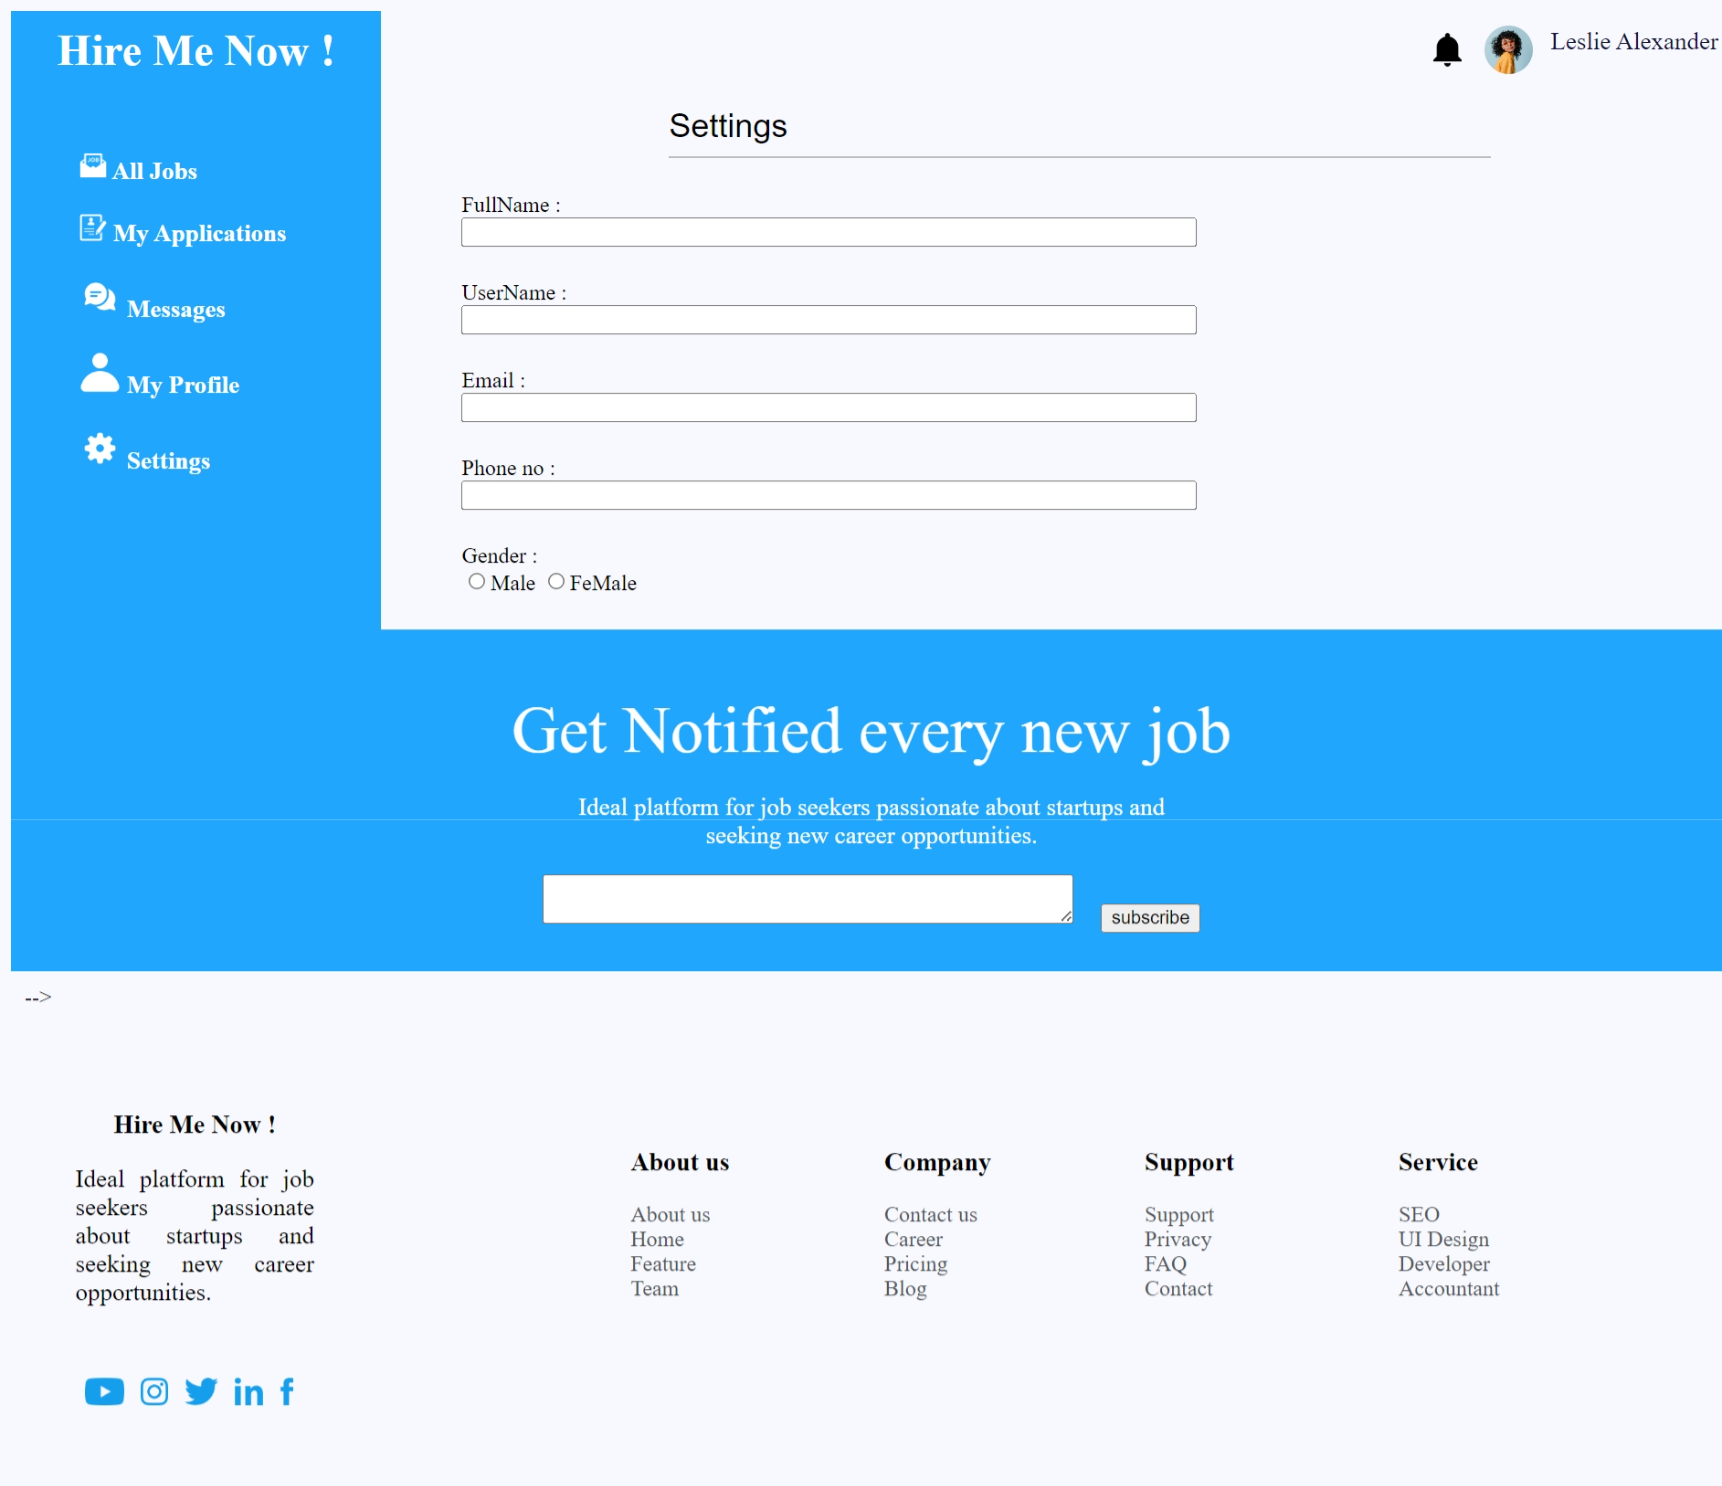 Hire Me Now !
Leslie Alexander
JOB
All Jobs
My Applications
Messages
My Profile
Settings
Settings
FullName :
UserName :
Email :
Phone no :
Gender :
Male FeMale
Get Notified every new job
Ideal platform for job seekers passionate about startups and
seeking new career opportunities.
subscribe
-->
Hire Me Now !
Ideal platform for job
seekers passionate
about startups and
seeking new career
opportunities.
About us
About us
Home
Feature
Team
Company
Contact us
Career
Pricing
Blog
Support
Support
Privacy
FAQ
Contact
Service
SEO
UI Design
Developer
Accountant